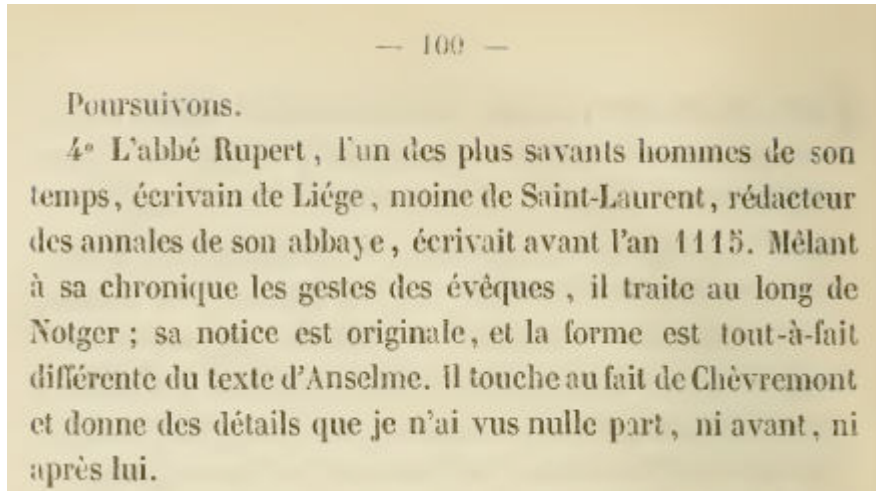 — 100 —
Poursuivons.
4° L'abbé Rupert, l'un des plus savants hommes de son
temps, écrivain de Liége, moine de Saint-Laurent, rédacteur
des annales de son abbaye, écrivait avant l'an 1115. Mêlant
à sa chronique les gestes des évêques, il traite au long de
Notger; sa notice est originale, et la forme est tout-à-fait
différente du texte d'Anselme. Il touche au fait de Chèvremont
et donne des détails que je n'ai vus nulle part, ni avant, ni
après lui.